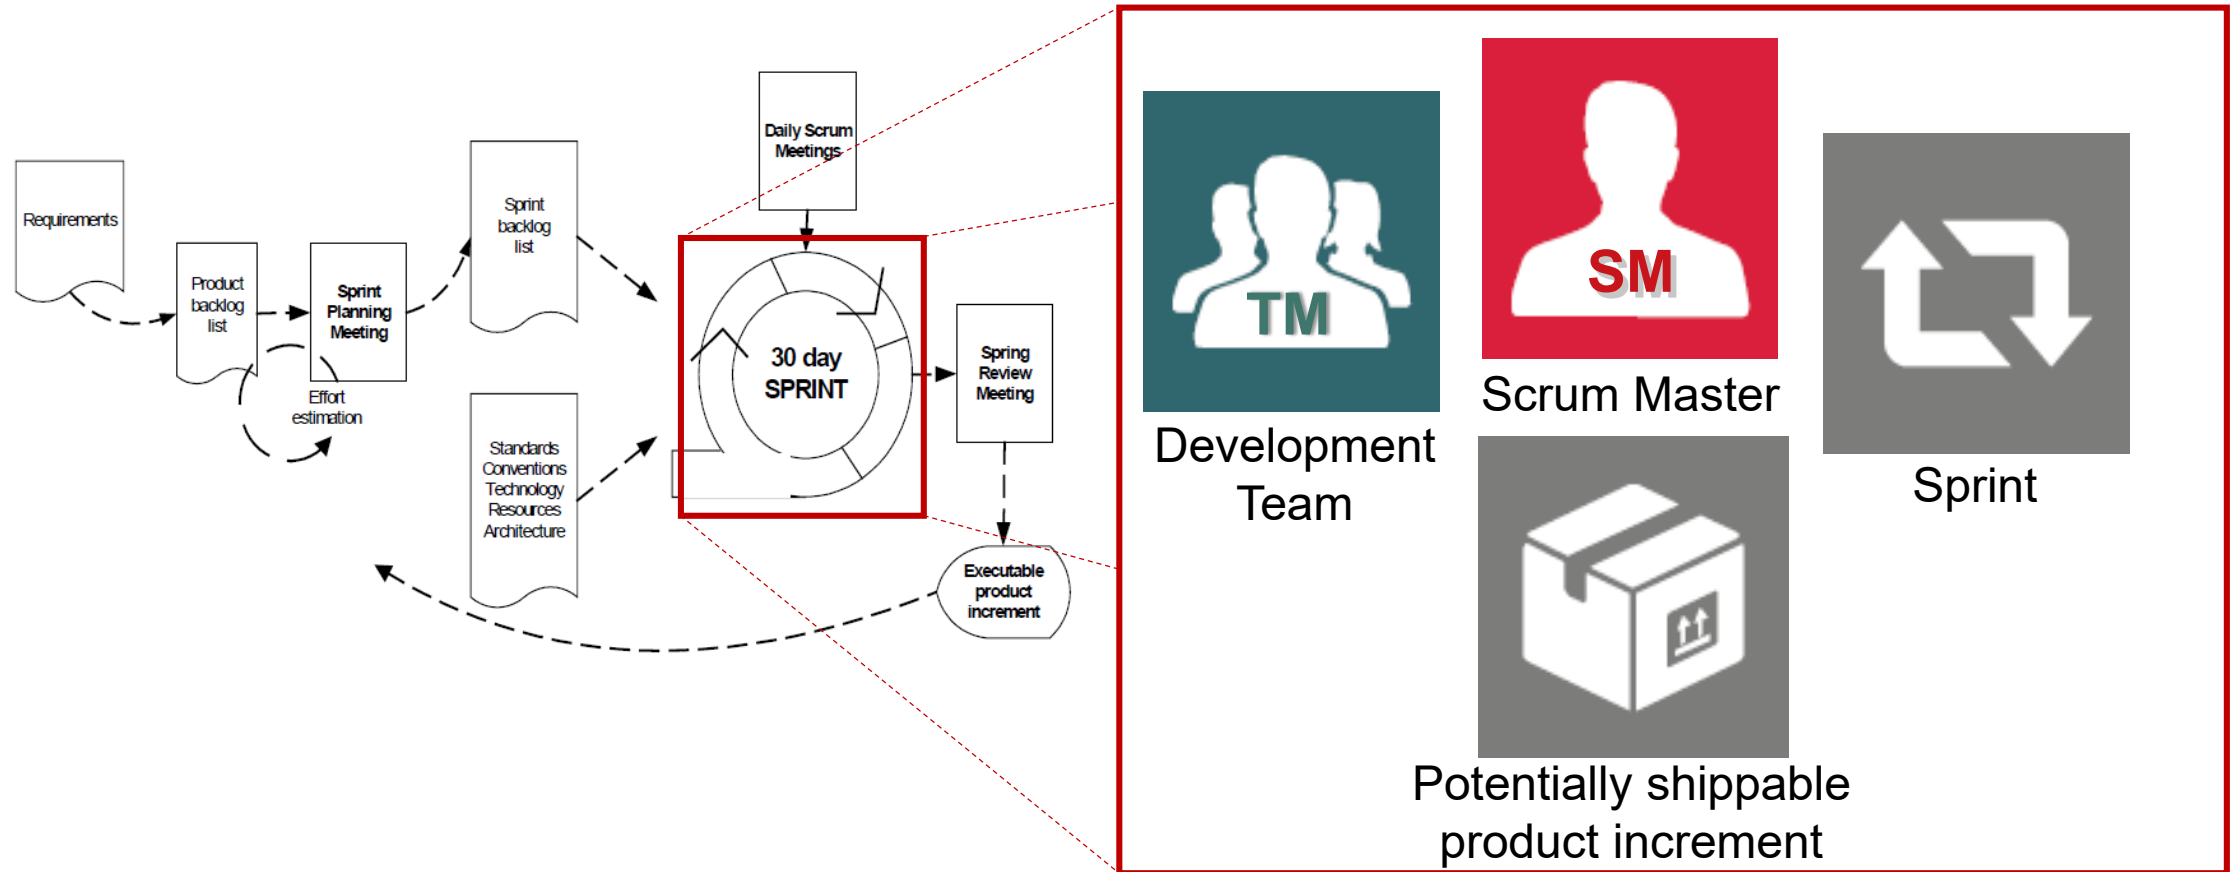 Requirements
Product
backlog
list
Sprint
Planning
Meeting
Effort
estimation
Sprint
backlog
list
Standards
Conventions
Technology
Resources
Architecture
Daily Scrum
Meetings
30 day
SPRINT
Spring
Review
Meeting
Executable
product
increment
TM
Development
Team
SM
Scrum Master
Sprint
Potentially shippable
product increment